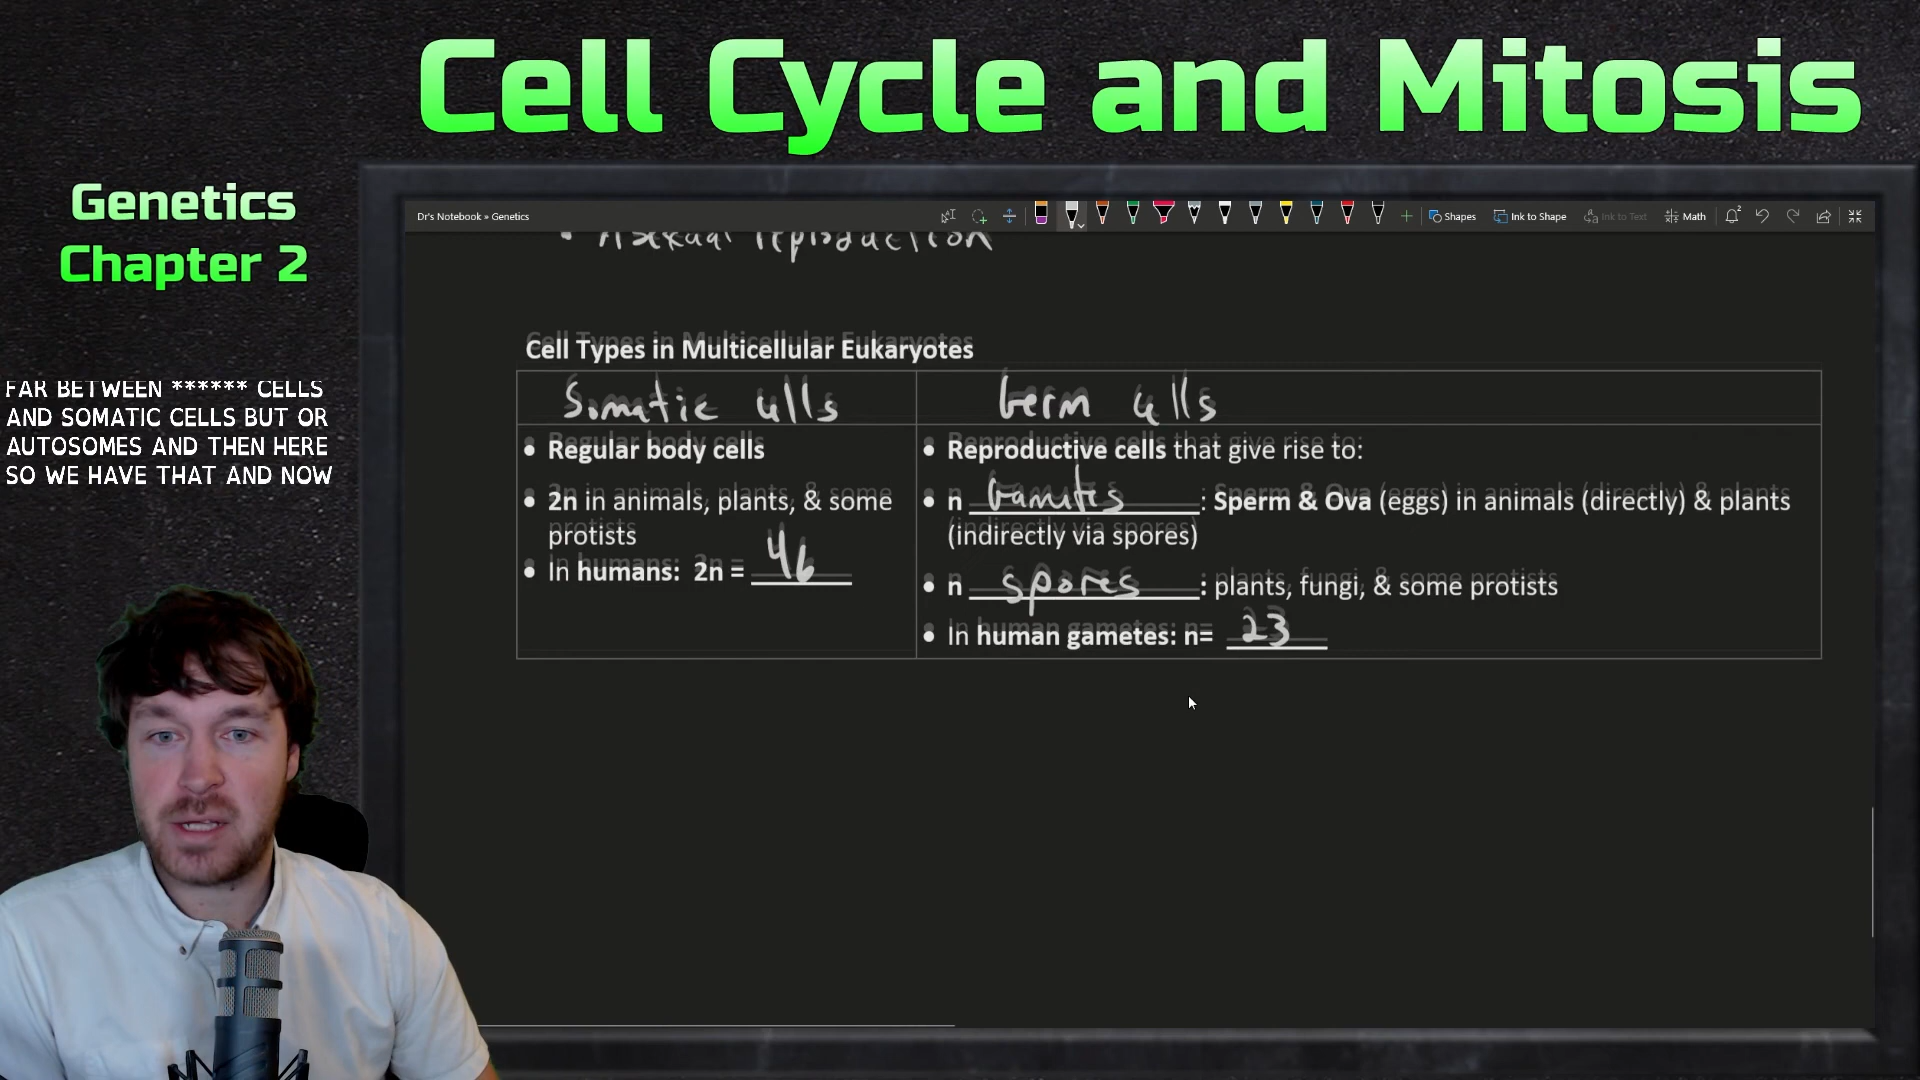 Cell Cycle and Mitosis
Genetics
Chapter 2
FAR BETWEEN ****** CELLS
AND SOMATIC CELLS BUT OR
AUTOSOMES AND THEN HERE
SO WE HAVE THAT AND NOW
Dr's Notebook » Genetics
Shapes
Ink to Shape
Ink to Text
Math
• Asexual reproduction
Cell Types in Multicellular Eukaryotes
Somatic cells
• Regular body cells
• 2n in animals, plants, & some
protists
• In humans: 2n = 46
Germ cells
• Reproductive cells that give rise to:
• n Gametes : Sperm & Ova (eggs) in animals (directly) & plants
(indirectly via spores)
• n spores : plants, fungi, & some protists
• In human gametes: n= 23